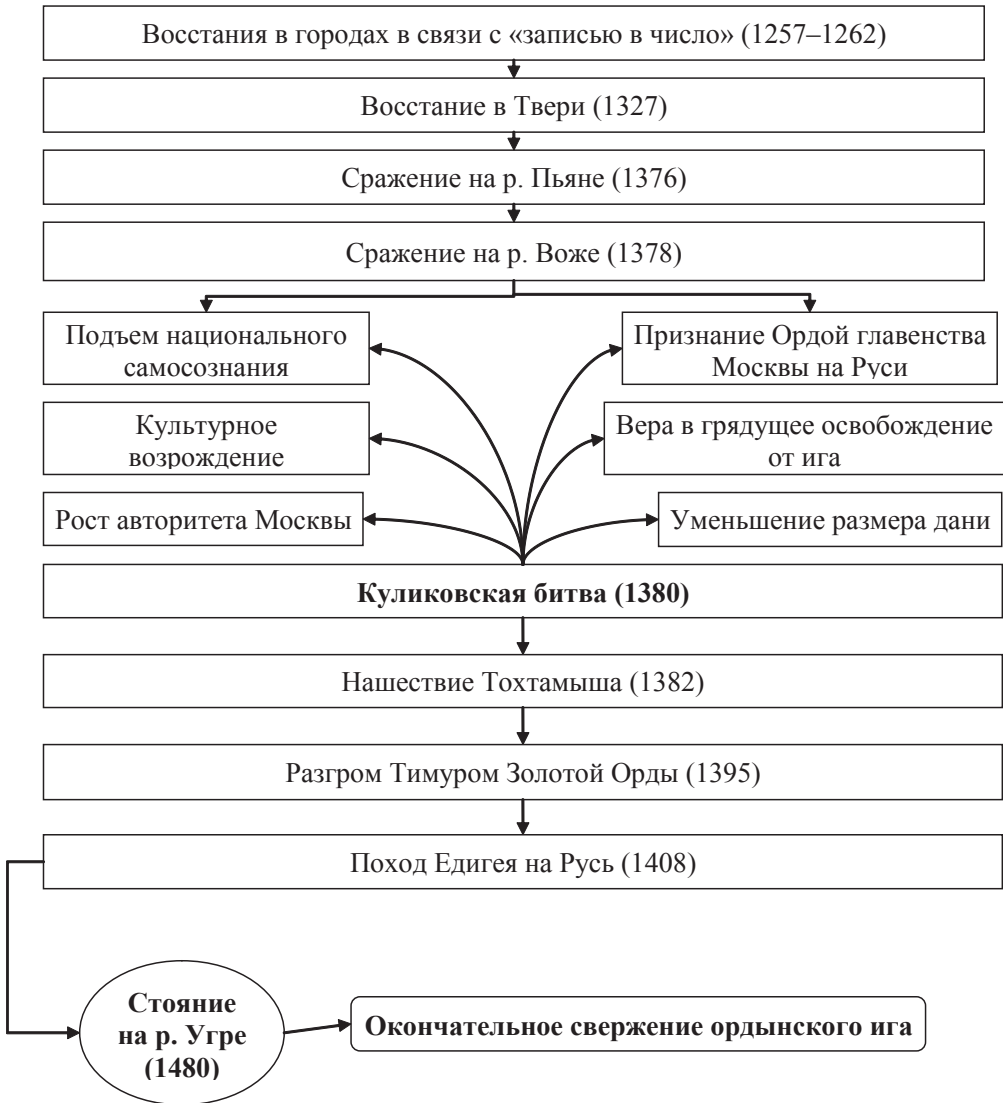 Восстания в городах в связи с «записью в число» (1257–1262)
Восстание в Твери (1327)
Сражение на р. Пьяне (1376)
Сражение на р. Воже (1378)
Подъем национального
самосознания
Признание Ордой главенства
Москвы на Руси
Культурное
возрождение
Вера в грядущее освобождение
от ига
Рост авторитета Москвы
Уменьшение размера дани
Куликовская битва (1380)
Нашествие Тохтамыша (1382)
Разгром Тимуром Золотой Орды (1395)
Поход Едигея на Русь (1408)
Стояние
на р. Угре
(1480)
Окончательное свержение ордынского ига